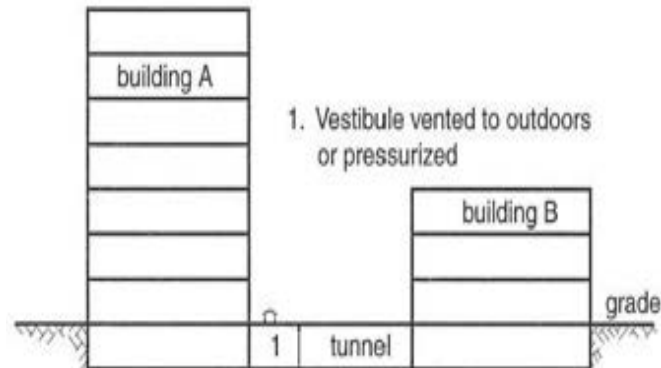 building A
1. Vestibule vented to outdoors
or pressurized
building B
grade
1
tunnel